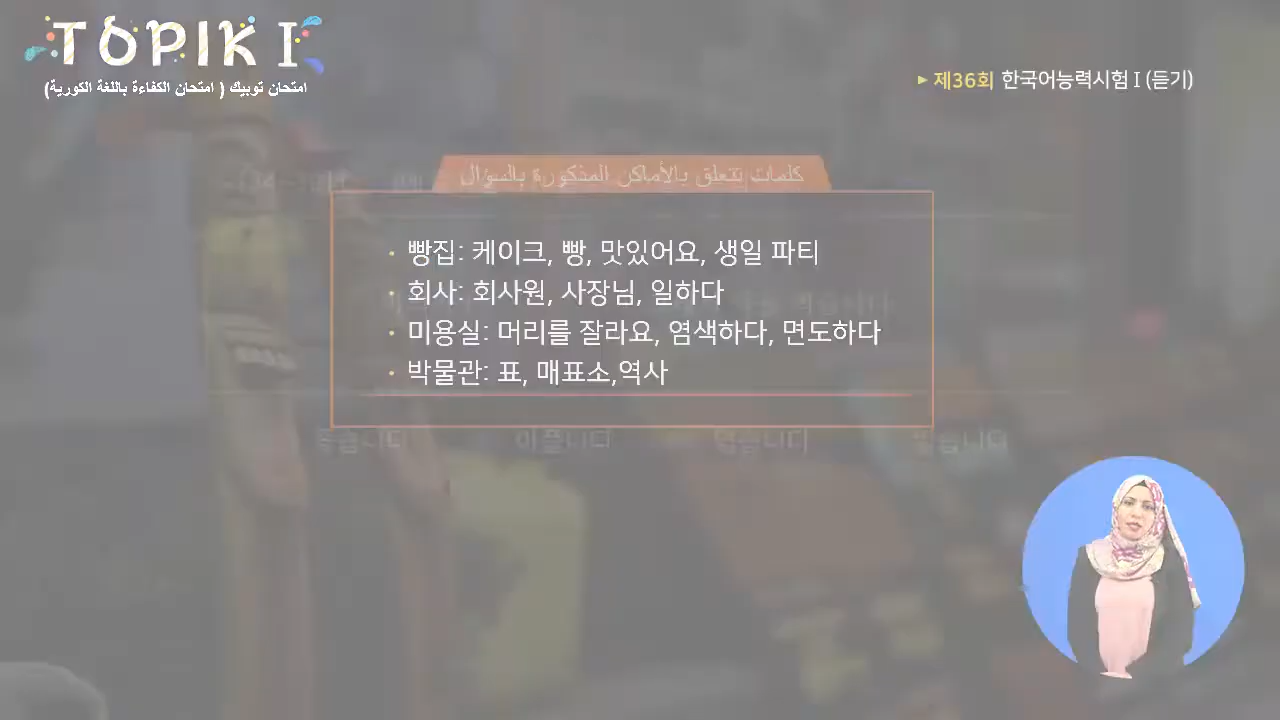 TOPIK I
امتحان توبيك ( امتحان الكفاءة باللغة الكورية)
▸ 제36회 한국어능력시험 I (듣기)
كلمات تتعلق بالأماكن المذكورة بالسؤال
· 빵집: 케이크, 빵, 맛있어요, 생일 파티
· 회사: 회사원, 사장님, 일하다
· 미용실: 머리를 잘라요, 염색하다, 면도하다
· 박물관: 표, 매표소,역사